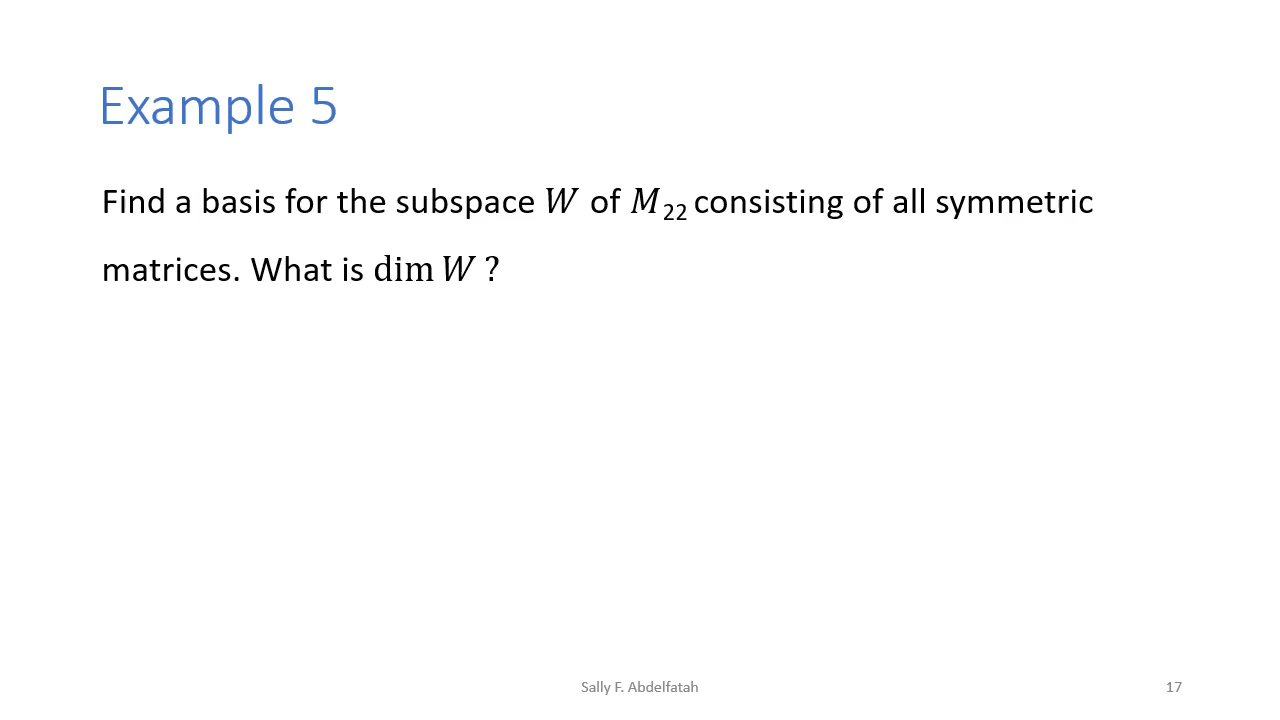 Example 5
Find a basis for the subspace W of M₂₂ consisting of all symmetric
matrices. What is dim W ?
Sally F. Abdelfatah
17